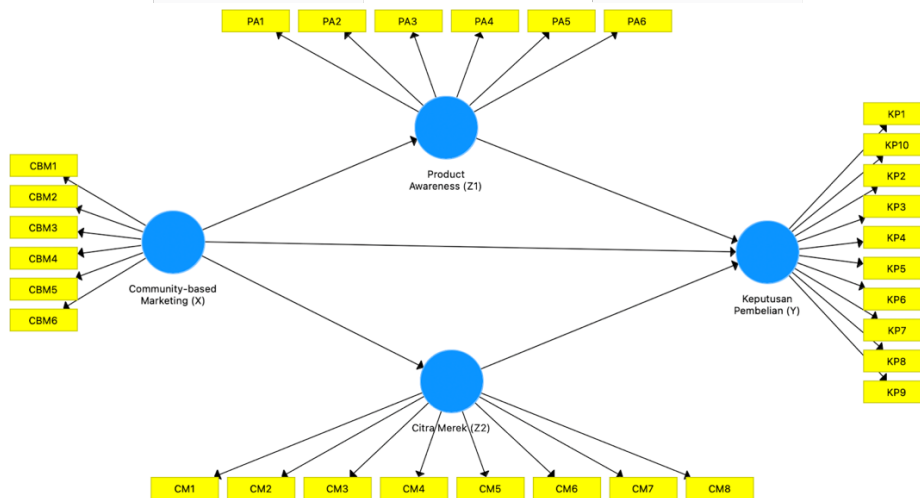 PA1
PA2
PA3
PA4
PA5
PA6
Product
Awareness (Z1)
CBM1
CBM2
CBM3
CBM4
CBM5
CBM6
Community-based
Marketing (X)
KP1
KP10
KP2
KP3
KP4
KP5
KP6
KP7
KP8
KP9
Keputusan
Pembelian (Y)
Citra Merek (Z2)
CM1
CM2
CM3
CM4
CM5
CM6
CM7
CM8